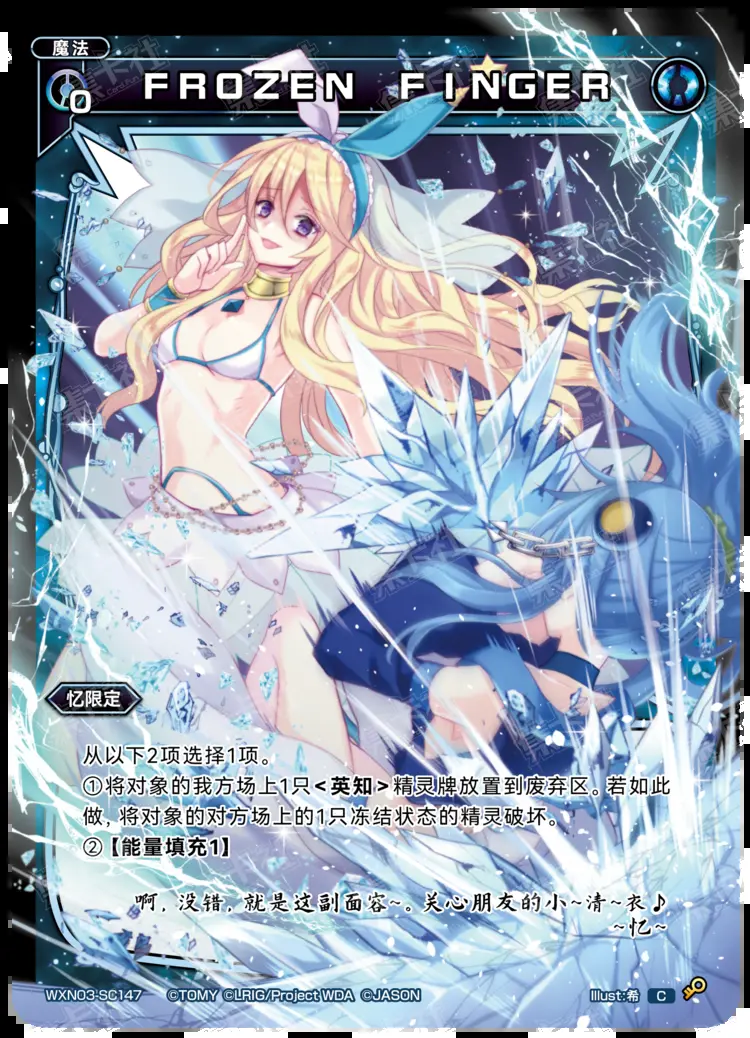 魔法
0
FROZEN FINGER
忆限定
从以下2项选择1项。
①将对象的我方场上1只<英知>精灵牌放置到废弃区。若如此
做，将对象的对方场上的1只冻结状态的精灵破坏。
②【能量填充1】
啊，没错，就是这副面容~。关心朋友的小~清~衣♪
~忆~
WXN03-SC147 ©TOMY ©LRIG/Project WDA ©JASON
Illust:希 C
集卡社